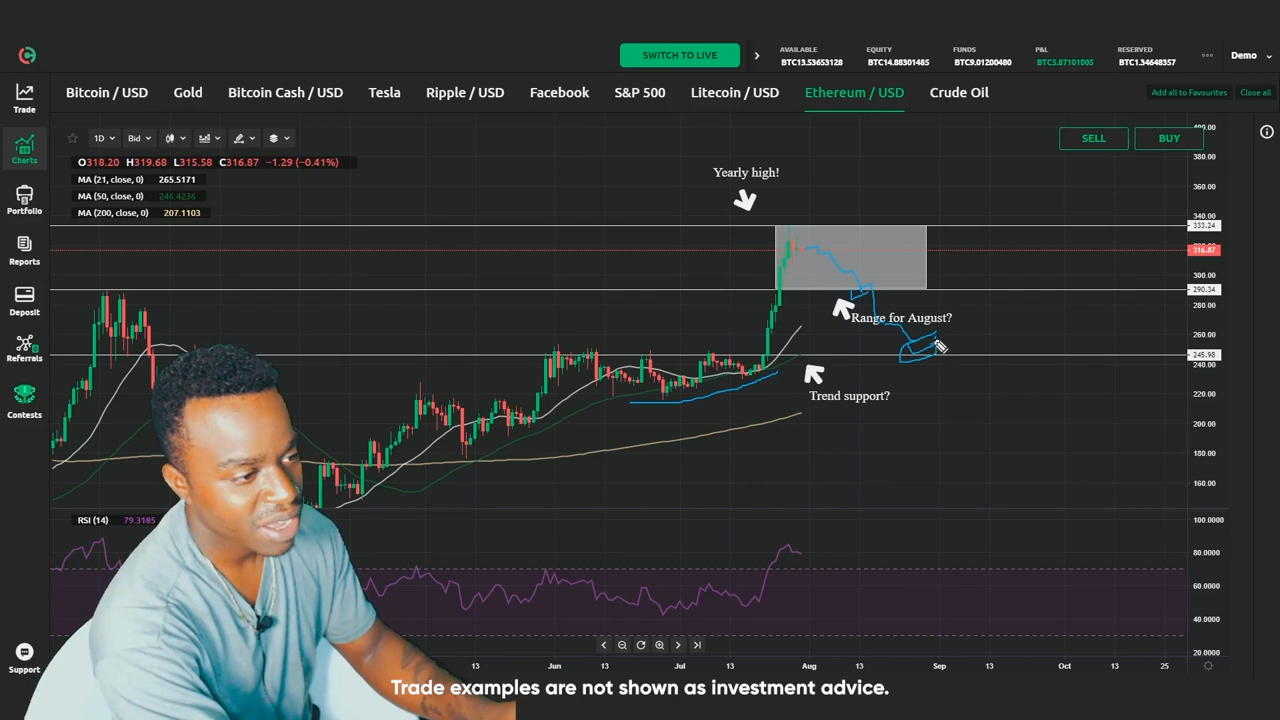 SWITCH TO LIVE
AVAILABLE
BTC13.53653128
EQUITY
BTC14.88301485
FUNDS
BTC9.01200480
P&L
BTC5.87101005
RESERVED
BTC1.34648357
Demo
Trade
Charts
Portfolio
Reports
Deposit
Referrals
Contests
Support
Bitcoin / USD
Gold
Bitcoin Cash / USD
Tesla
Ripple / USD
Facebook
S&P 500
Litecoin / USD
Ethereum / USD
Crude Oil
Add all to Favourites
Close all
1D
Bid
SELL
BUY
O318.20 H319.68 L315.58 C316.87 −1.29 (−0.41%)
MA (21, close, 0) 265.5171
MA (50, close, 0) 246.4236
MA (200, close, 0) 207.1103
Yearly high!
Range for August?
Trend support?
400.00
380.00
360.00
340.00
333.24
316.87
300.00
290.34
280.00
260.00
245.98
240.00
220.00
200.00
180.00
160.00
RSI (14) 79.3185
100.0000
80.0000
60.0000
40.0000
20.0000
13
Jun
13
Jul
13
Aug
13
Sep
13
Oct
25
Trade examples are not shown as investment advice.